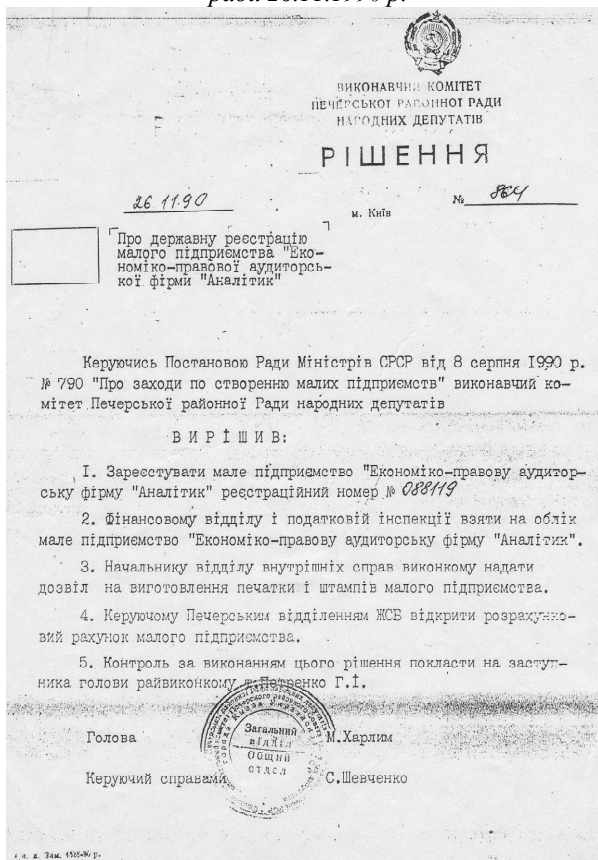 рада 26.11.1990 р.
ВИКОНАВЧИЙ КОМІТЕТ
ПЕЧЕРСЬКОЇ РАЙОННОЇ РАДИ
НАРОДНИХ ДЕПУТАТІВ
РІШЕННЯ
26 11.90
м. Київ
№ 864
Про державну реєстрацію
малого підприємства "Еко-
номіко-правової аудиторсь-
кої фірми "Аналітик"
Керуючись Постановою Ради Міністрів СРСР від 8 серпня 1990 р.
№ 790 "Про заходи по створенню малих підприємств" виконавчий ко-
мітет Печерської районної Ради народних депутатів
ВИРІШИВ:
1. Зареєстувати мале підприємство "Економіко-правову аудитор-
ську фірму "Аналітик" реєстраційний номер № 088119
2. Фінансовому відділу і податковій інспекції взяти на облік
мале підприємство "Економіко-правову аудиторську фірму "Аналітик".
3. Начальнику відділу внутрішніх справ виконкому надати
дозвіл на виготовлення печатки і штампів малого підприємства.
4. Керуючому Печерським відділенням ЖСБ відкрити розрахунко-
вий рахунок малого підприємства.
5. Контроль за виконанням цього рішення покласти на заступ-
ника голови райвиконкому т.Петренко Г.І.
Голова М.Харлим
Керуючий справами С.Шевченко
Загальний
відділ
Общий
отдел
Зам. 4365-90 р.